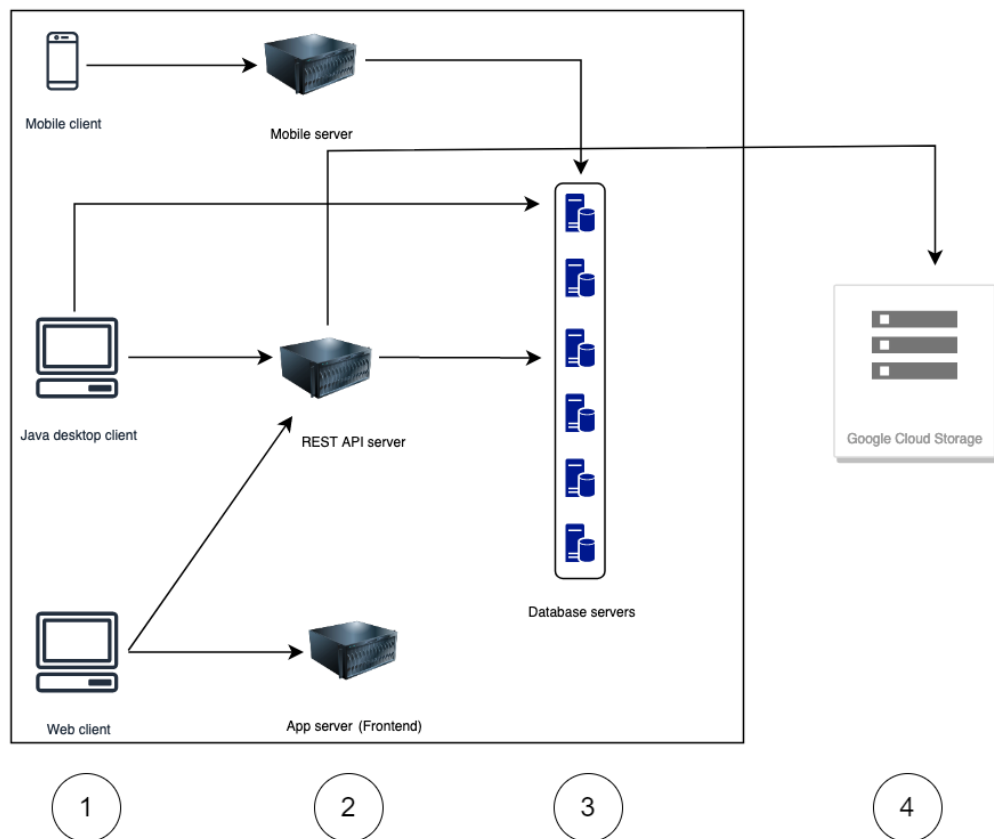 Mobile client
Mobile server
Java desktop client
REST API server
Google Cloud Storage
Database servers
Web client
App server (Frontend)
1
2
3
4